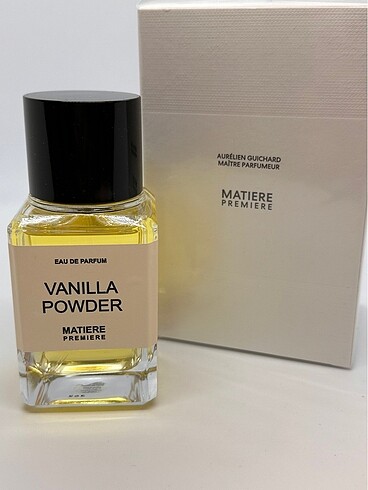 AURÉLIEN GUICHARD
MAÎTRE PARFUMEUR
MATIERE
PREMIERE
EAU DE PARFUM
VANILLA
POWDER
MATIERE
PREMIERE